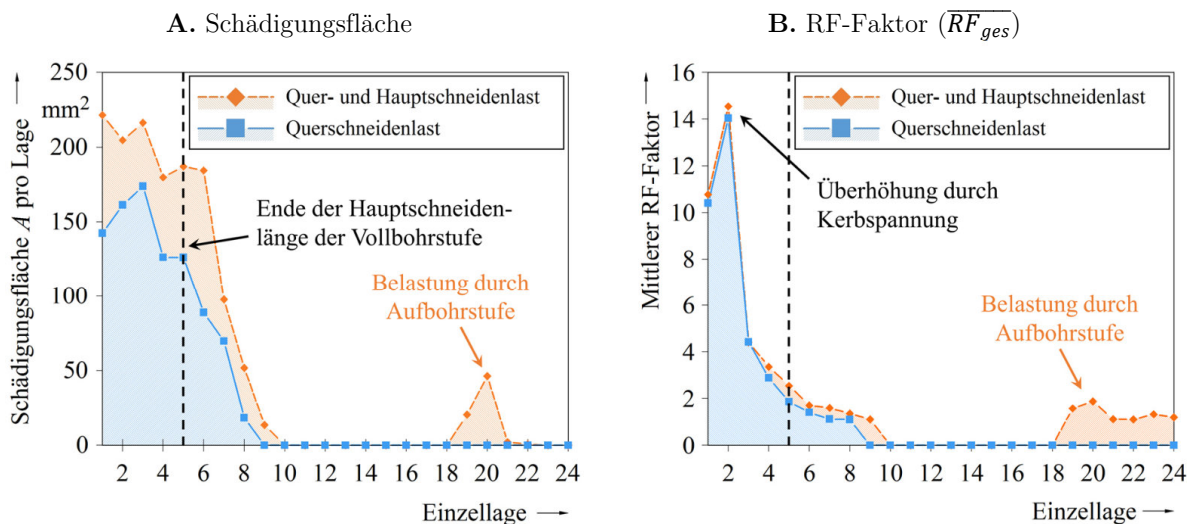 A. Schädigungsfläche
250
mm²
200
150
100
50
0
Schädigungsfläche A pro Lage
Quer- und Hauptschneidenlast
Querschneidenlast
Ende der Hauptschneiden-
länge der Vollbohrstufe
Belastung durch
Aufbohrstufe
2 4 6 8 10 12 14 16 18 20 22 24
Einzellage
B. RF-Faktor (RF_ges)
16
14
12
10
8
6
4
2
0
Mittlerer RF-Faktor
Quer- und Hauptschneidenlast
Querschneidenlast
Überhöhung durch
Kerbspannung
Belastung durch
Aufbohrstufe
2 4 6 8 10 12 14 16 18 20 22 24
Einzellage